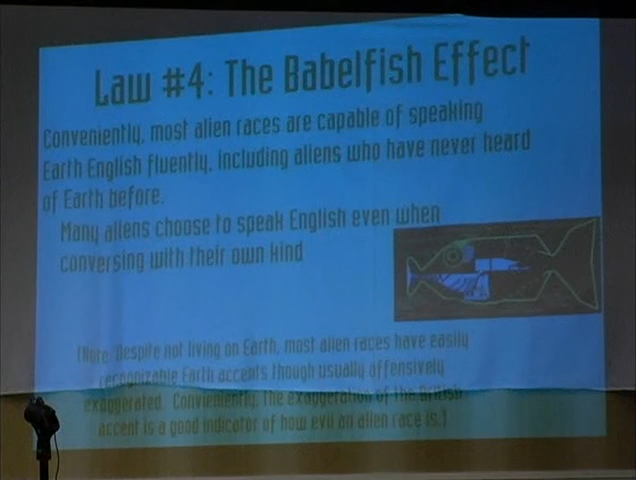 Law #4: The Babelfish Effect
Conveniently, most alien races are capable of speaking
Earth English fluently, including aliens who have never heard
of Earth before.
Many aliens choose to speak English even when
conversing with their own kind
(Note: Despite not living on Earth, most alien races have easily
recognizable Earth accents though usually offensively
exaggerated. Conveniently, the exaggeration of the British
accent is a good indicator of how evil an alien race is.)